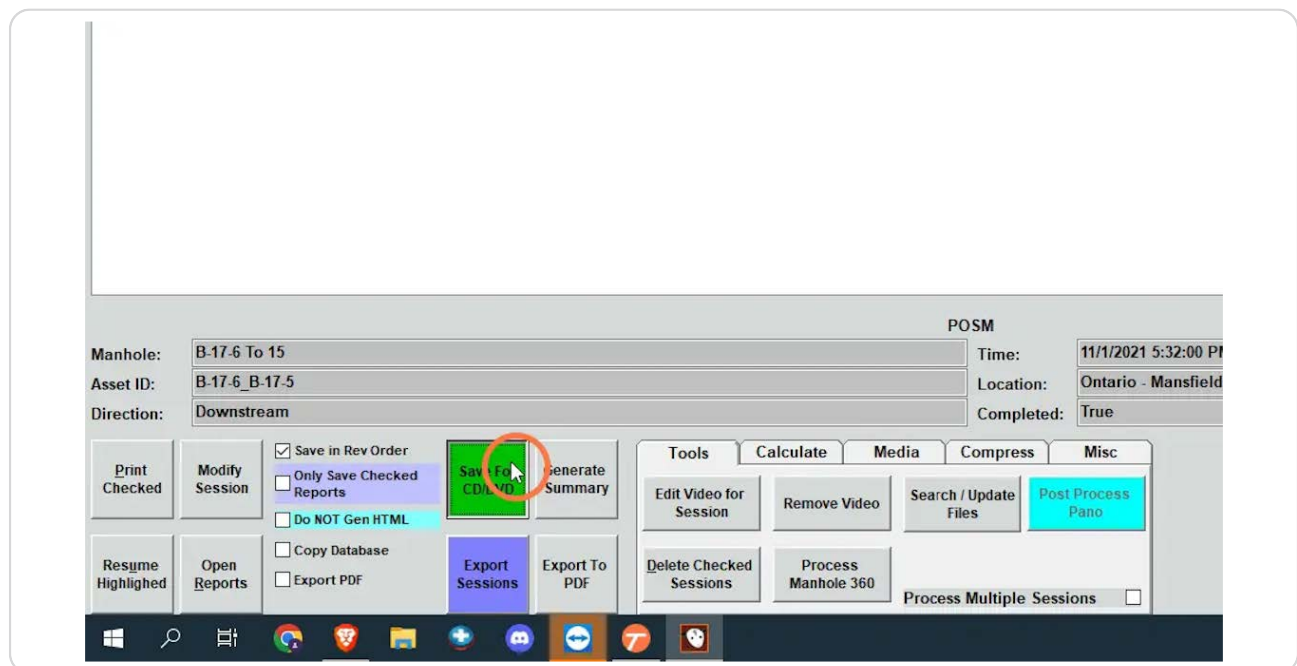 POSM
Manhole: B-17-6 To 15 Time: 11/1/2021 5:32:00 PM
Asset ID: B-17-6_B-17-5 Location: Ontario - Mansfield
Direction: Downstream Completed: True
Print
Checked
Modify
Session
Save in Rev Order
Only Save Checked
Reports
Do NOT Gen HTML
Save For
CD/DVD
Generate
Summary
Resume
Highlighed
Open
Reports
Copy Database
Export PDF
Export
Sessions
Export To
PDF
Tools Calculate Media Compress Misc
Edit Video for
Session
Remove Video
Search / Update
Files
Post Process
Pano
Delete Checked
Sessions
Process
Manhole 360
Process Multiple Sessions